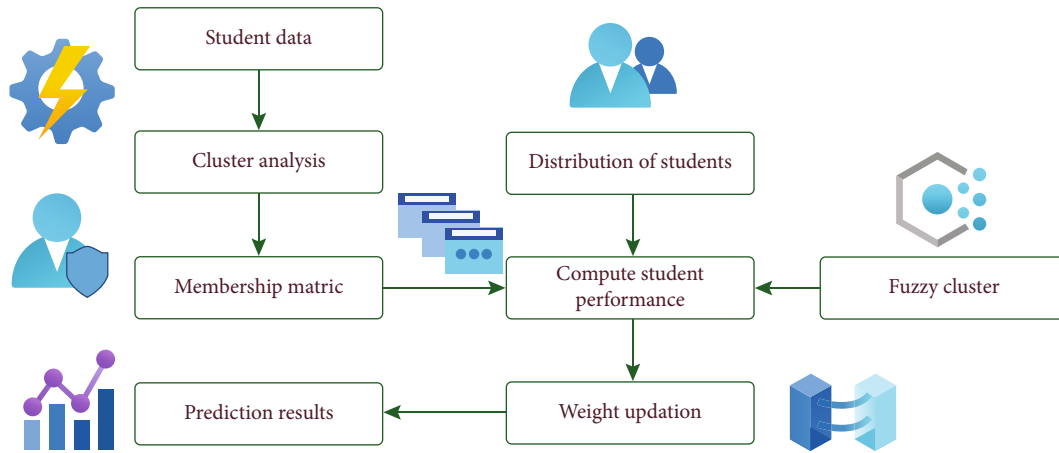 Student data
Cluster analysis
Distribution of students
Membership matric
Compute student
performance
Fuzzy cluster
Prediction results
Weight updation